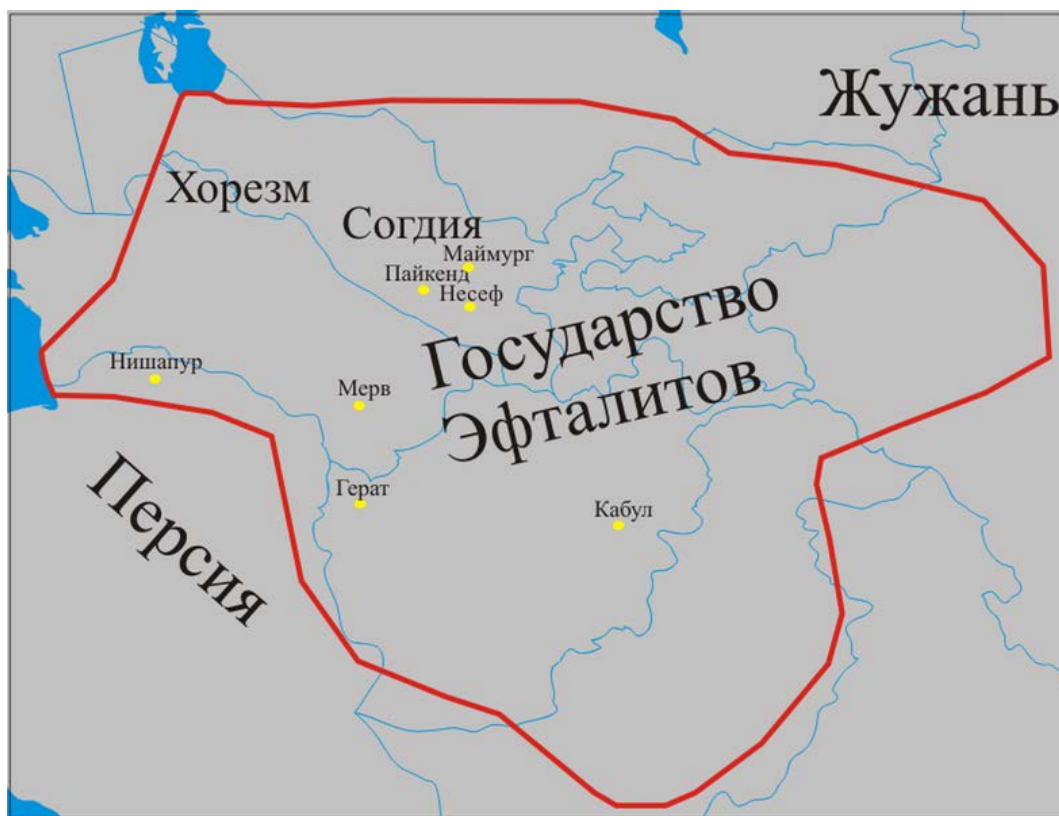 Жужань
Хорезм
Согдия
Маймург
Пайкенд
Несеф
Государство
Эфталитов
Нишапур
Мерв
Герат
Кабул
Персия